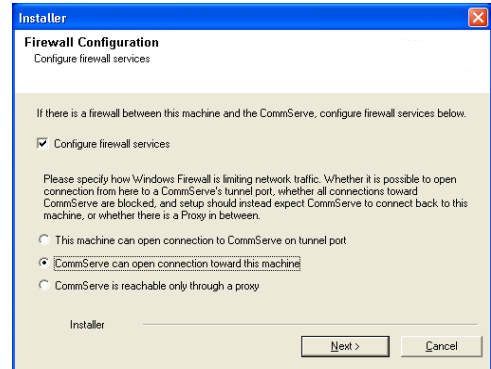 Installer
Firewall Configuration
Configure firewall services
If there is a firewall between this machine and the CommServe, configure firewall services below.
Configure firewall services
Please specify how Windows Firewall is limiting network traffic. Whether it is possible to open
connection from here to a CommServe's tunnel port, whether all connections toward
CommServe are blocked, and setup should instead expect CommServe to connect back to this
machine, or whether there is a Proxy in between.
This machine can open connection to CommServe on tunnel port
CommServe can open connection toward this machine
CommServe is reachable only through a proxy
Installer
Next >
Cancel